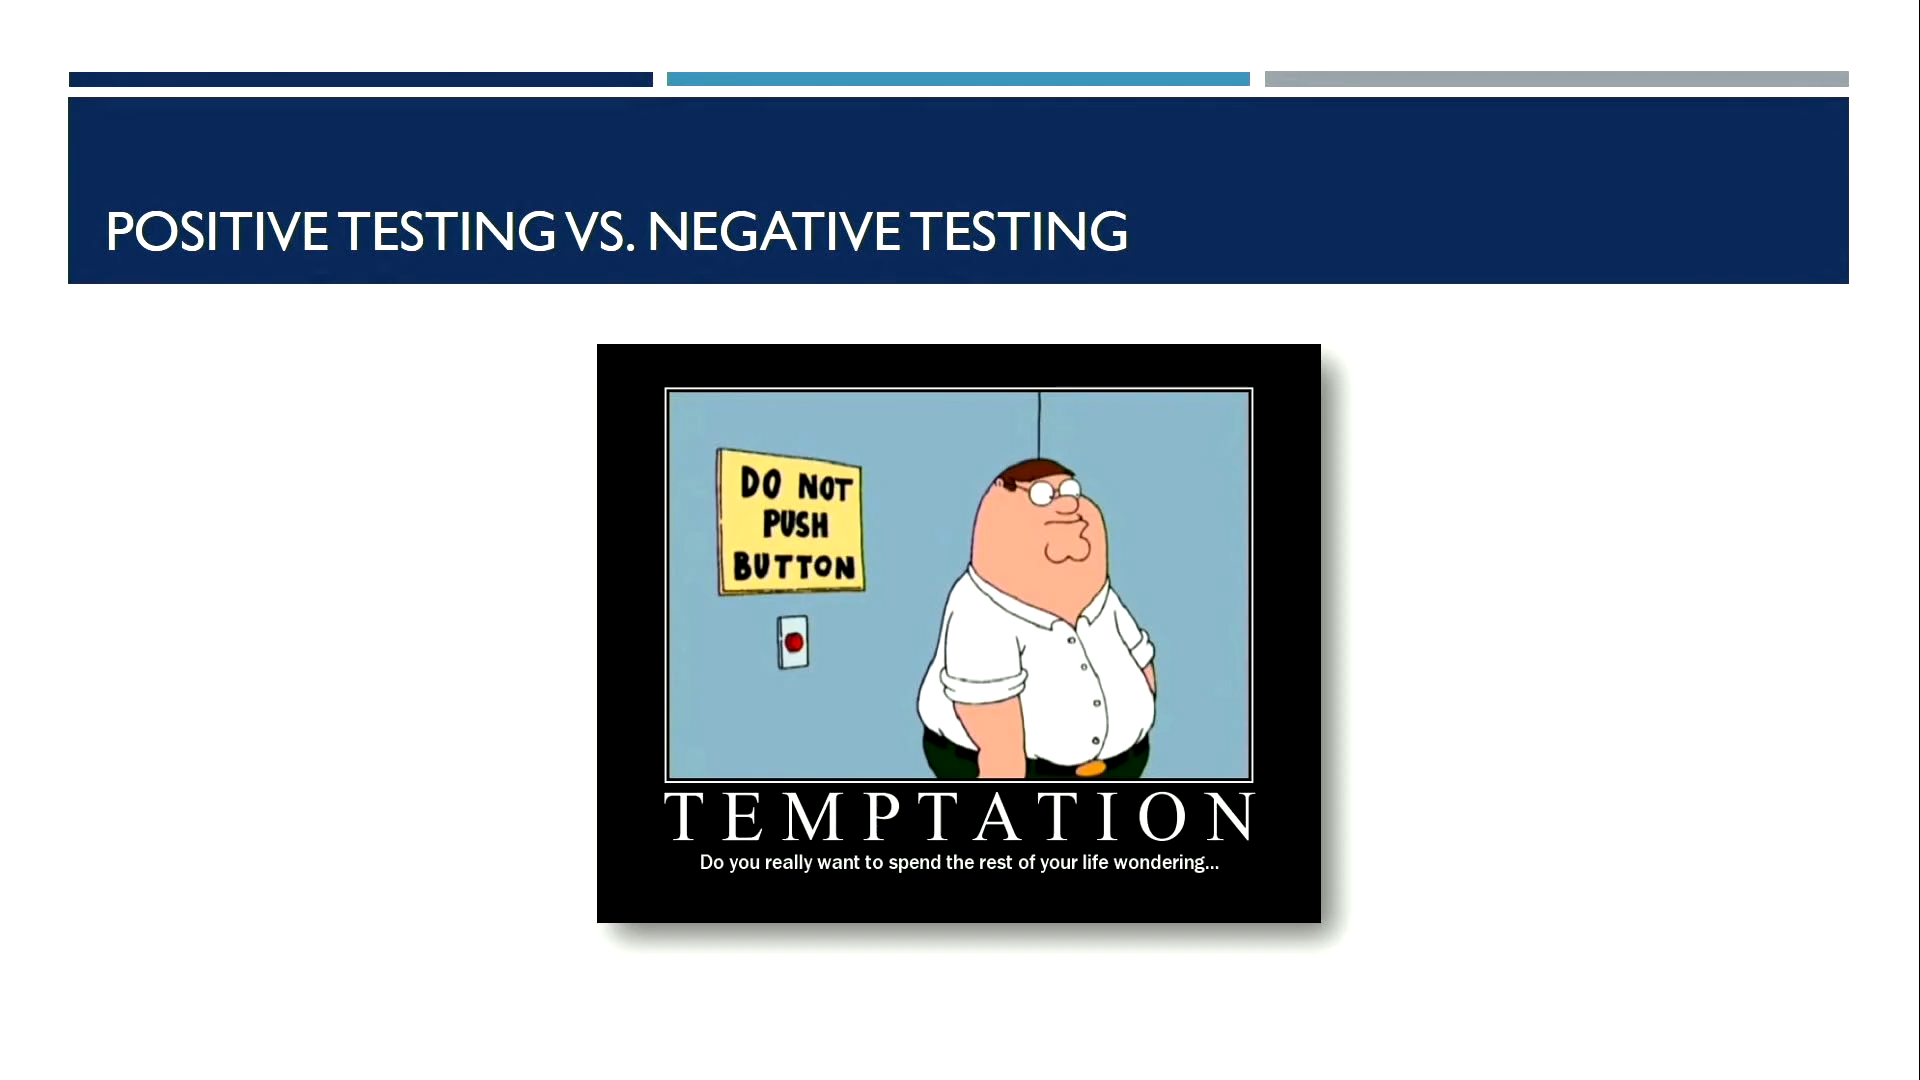 POSITIVE TESTING VS. NEGATIVE TESTING
DO NOT
PUSH
BUTTON
TEMPTATION
Do you really want to spend the rest of your life wondering...